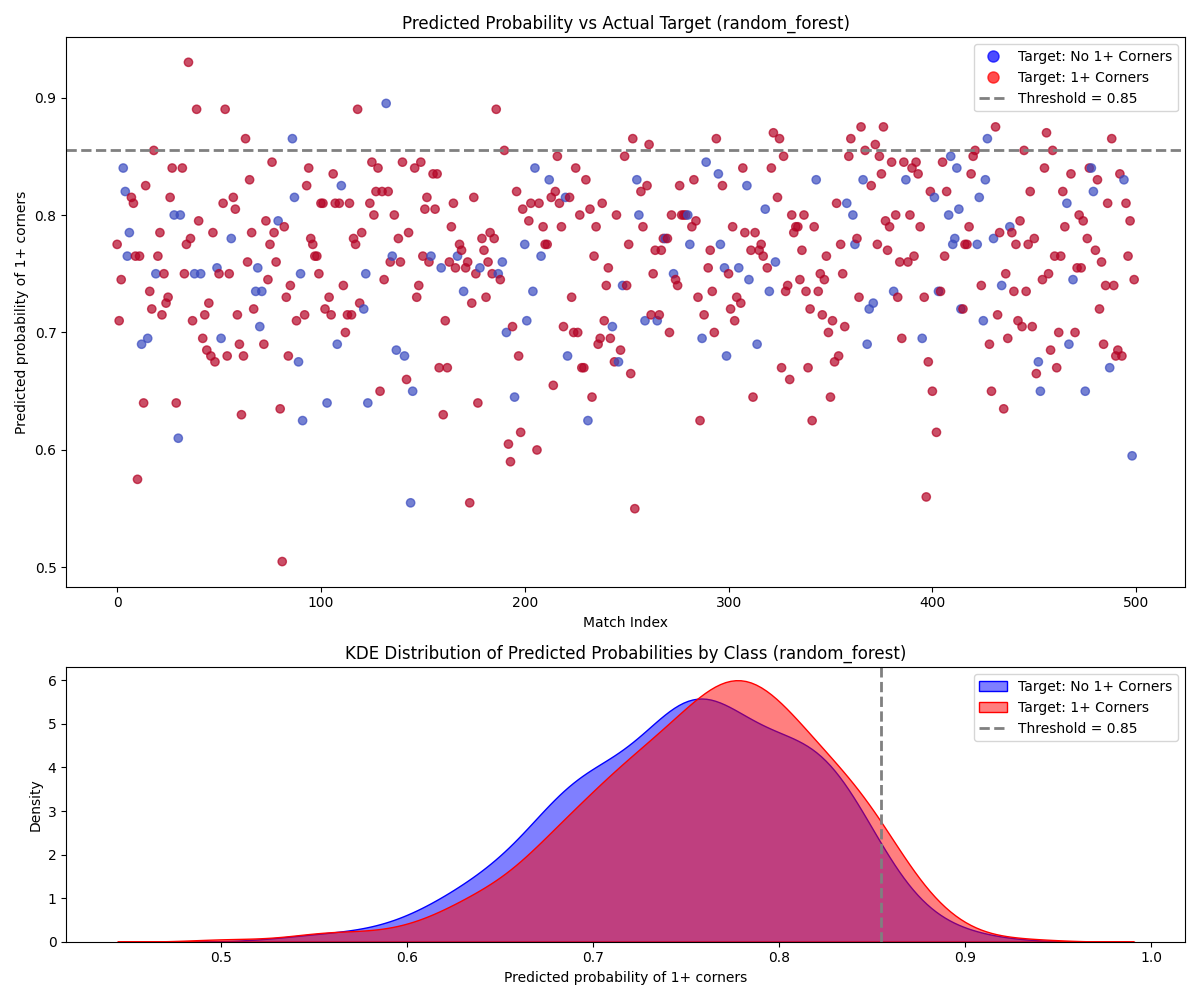 Predicted Probability vs Actual Target (random_forest)
Target: No 1+ Corners
Target: 1+ Corners
Threshold = 0.85
Predicted probability of 1+ corners
0.9
0.8
0.7
0.6
0.5
0
100
200
300
400
500
Match Index
KDE Distribution of Predicted Probabilities by Class (random_forest)
Target: No 1+ Corners
Target: 1+ Corners
Threshold = 0.85
Density
6
5
4
3
2
1
0
0.5
0.6
0.7
0.8
0.9
1.0
Predicted probability of 1+ corners